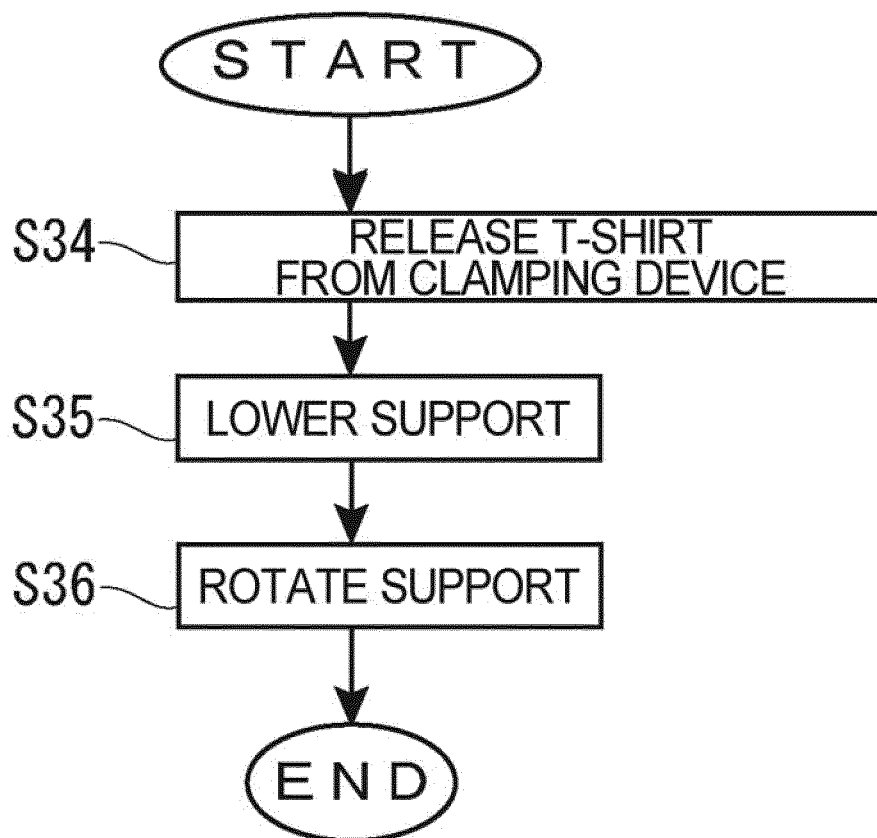 START
S34
RELEASE T-SHIRT
FROM CLAMPING DEVICE
S35
LOWER SUPPORT
S36
ROTATE SUPPORT
END